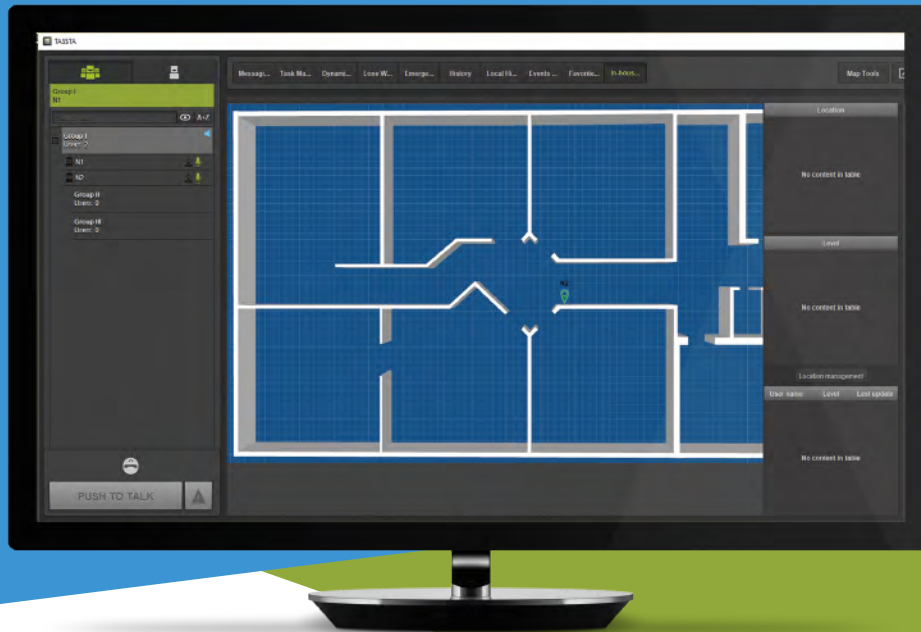 TASSTA
Messagi... Task Ma... Dynami... Lone W... Emerge... History Local Hi... Events ... Favorite... In-hous... Map Tools
Group I
N1
A-Z
Group I
Users: 2
N1
N2
Group II
Users: 0
Group III
Users: 0
PUSH TO TALK
N2
Location
No content in table
Level
No content in table
Location management
User name Level Last update
No content in table